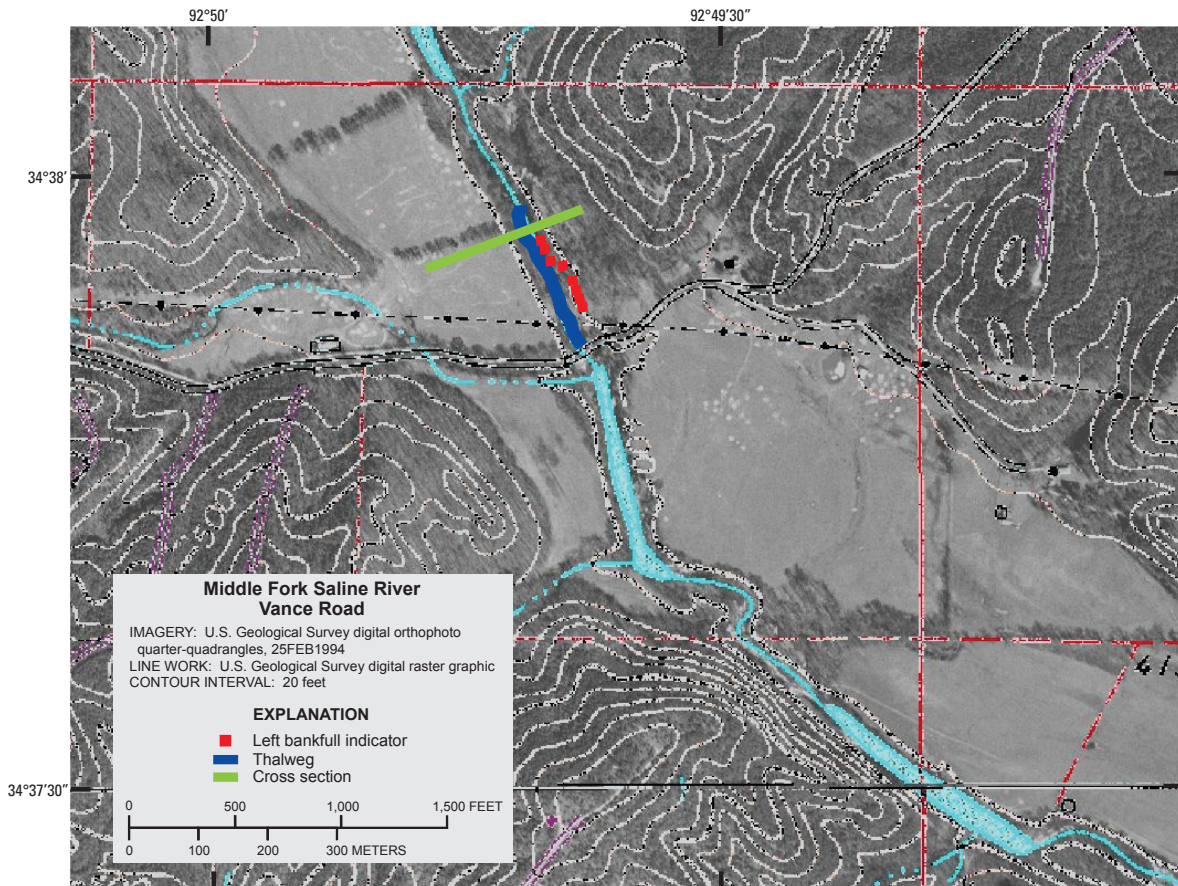 92°50′
92°49′30″
34°38′
34°37′30″
Middle Fork Saline River
Vance Road
IMAGERY: U.S. Geological Survey digital orthophoto
quarter-quadrangles, 25FEB1994
LINE WORK: U.S. Geological Survey digital raster graphic
CONTOUR INTERVAL: 20 feet
EXPLANATION
Left bankfull indicator
Thalweg
Cross section
0 500 1,000 1,500 FEET
0 100 200 300 METERS